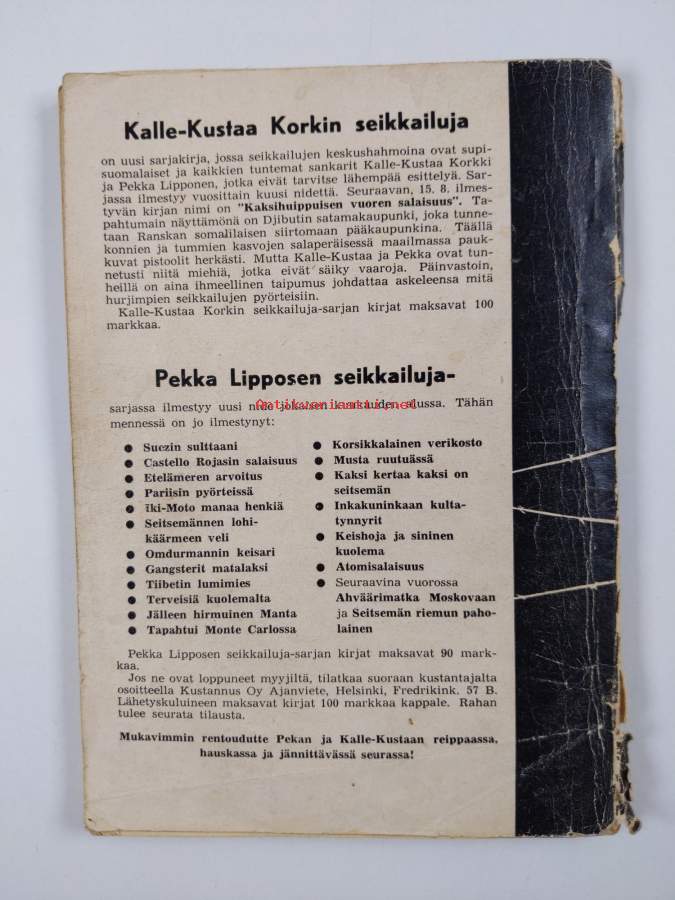 Kalle-Kustaa Korkin seikkailuja
on uusi sarjakirja, jossa seikkailujen keskushahmoina ovat supi-
suomalaiset ja kaikkien tuntemat sankarit Kalle-Kustaa Korkki
ja Pekka Lipponen, jotka eivät tarvitse lähempää esittelyä. Sar-
jassa ilmestyy vuosittain kuusi nidettä. Seuraavan, 15. 8. ilmes-
tyvän kirjan nimi on "Kaksihuippuisen vuoren salaisuus". Ta-
pahtumain näyttämönä on Djibutin satamakaupunki, joka tunne-
taan Ranskan somalilaisen siirtomaan pääkaupunkina. Täällä
konnien ja tummien kasvojen salaperäisessä maailmassa pauk-
kuvat pistoolit herkästi. Mutta Kalle-Kustaa ja Pekka ovat tun-
netusti niitä miehiä, jotka eivät säiky vaaroja. Päinvastoin,
heillä on aina ihmeellinen taipumus johdattaa askeleensa mitä
hurjimpien seikkailujen pyörteisiin.
Kalle-Kustaa Korkin seikkailuja-sarjan kirjat maksavat 100
markkaa.
Pekka Lipposen seikkailuja-
sarjassa ilmestyy uusi nide jokaisen kuukauden alussa. Tähän
Antikvariaatti.net
mennessä on jo ilmestynyt:
● Suezin sulttaani
● Castello Rojasin salaisuus
● Etelämeren arvoitus
● Pariisin pyörteissä
● Iki-Moto manaa henkiä
● Seitsemännen lohi-
käärmeen veli
● Omdurmannin keisari
● Gangsterit matalaksi
● Tiibetin lumimies
● Terveisiä kuolemalta
● Jälleen hirmuinen Manta
● Tapahtui Monte Carlossa
● Korsikkalainen verikosto
● Musta ruutuässä
● Kaksi kertaa kaksi on
seitsemän
● Inkakuninkaan kulta-
tynnyrit
● Keishoja ja sininen
kuolema
● Atomisalaisuus
● Seuraavina vuorossa
Ahväärimatka Moskovaan
ja Seitsemän riemun paho-
lainen
Pekka Lipposen seikkailuja-sarjan kirjat maksavat 90 mark-
kaa.
Jos ne ovat loppuneet myyjiltä, tilatkaa suoraan kustantajalta
osoitteella Kustannus Oy Ajanviete, Helsinki, Fredrikink. 57 B.
Lähetyskuluineen maksavat kirjat 100 markkaa kappale. Rahan
tulee seurata tilausta.
Mukavimmin rentoudutte Pekan ja Kalle-Kustaan reippaassa,
hauskassa ja jännittävässä seurassa!